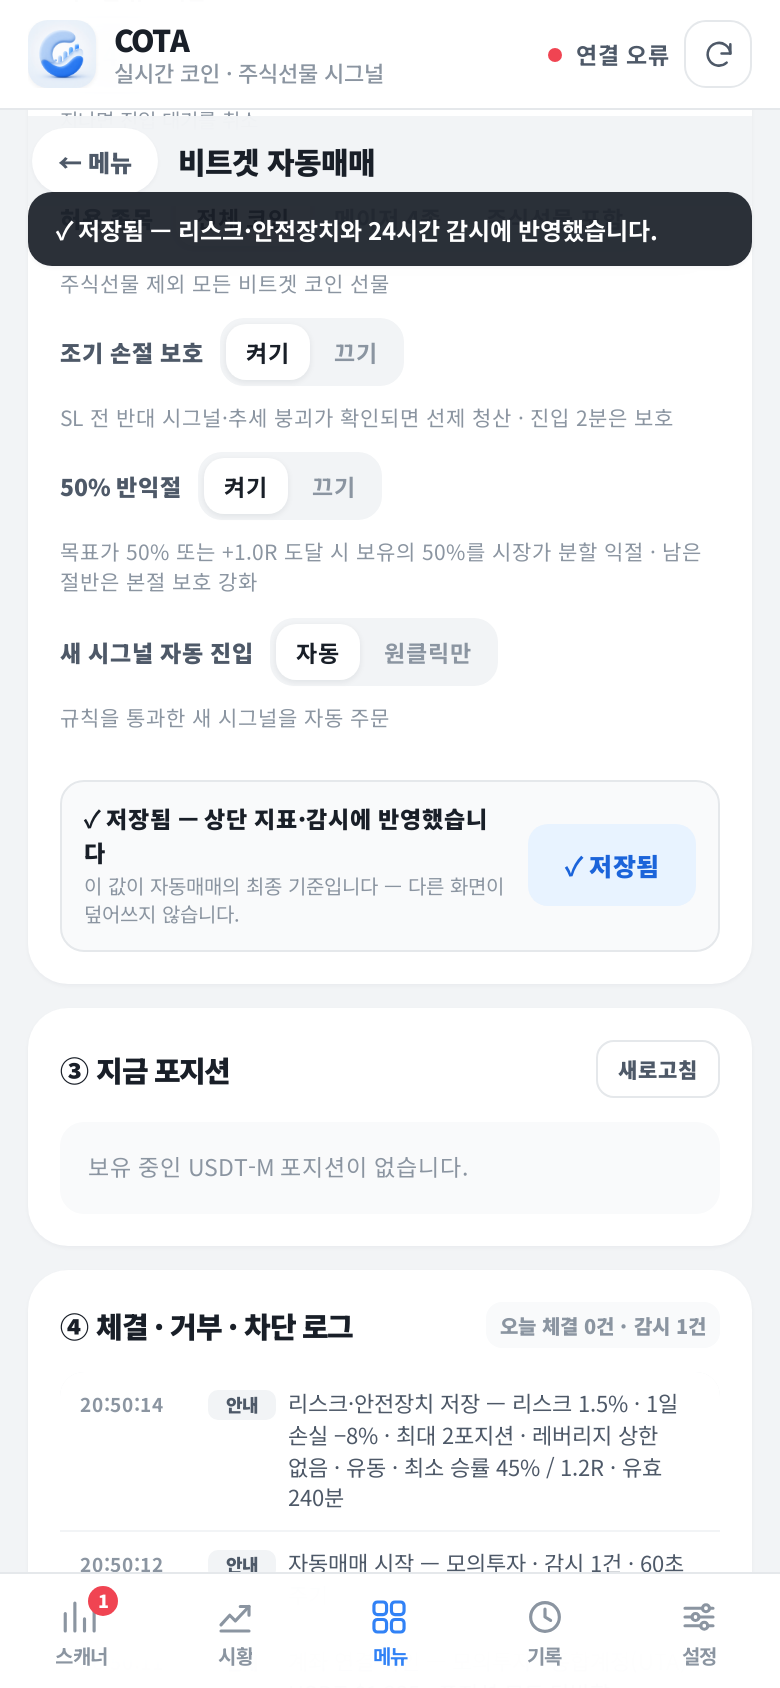 COTA
실시간 코인 · 주식선물 시그널
연결 오류
← 메뉴
비트겟 자동매매
✓ 저장됨 — 리스크·안전장치와 24시간 감시에 반영했습니다.
주식선물 제외 모든 비트겟 코인 선물
조기 손절 보호
켜기
끄기
SL 전 반대 시그널·추세 붕괴가 확인되면 선제 청산 · 진입 2분은 보호
50% 반익절
켜기
끄기
목표가 50% 또는 +1.0R 도달 시 보유의 50%를 시장가 분할 익절 · 남은
절반은 본절 보호 강화
새 시그널 자동 진입
자동
원클릭만
규칙을 통과한 새 시그널을 자동 주문
✓ 저장됨 — 상단 지표·감시에 반영했습니
다
이 값이 자동매매의 최종 기준입니다 — 다른 화면이
덮어쓰지 않습니다.
✓ 저장됨
③ 지금 포지션
새로고침
보유 중인 USDT-M 포지션이 없습니다.
④ 체결 · 거부 · 차단 로그
오늘 체결 0건 · 감시 1건
20:50:14
안내
리스크·안전장치 저장 — 리스크 1.5% · 1일
손실 −8% · 최대 2포지션 · 레버리지 상한
없음 · 유동 · 최소 승률 45% / 1.2R · 유효
240분
20:50:12
안내
자동매매 시작 — 모의투자 · 감시 1건 · 60초
1
스캐너
시황
메뉴
기록
설정